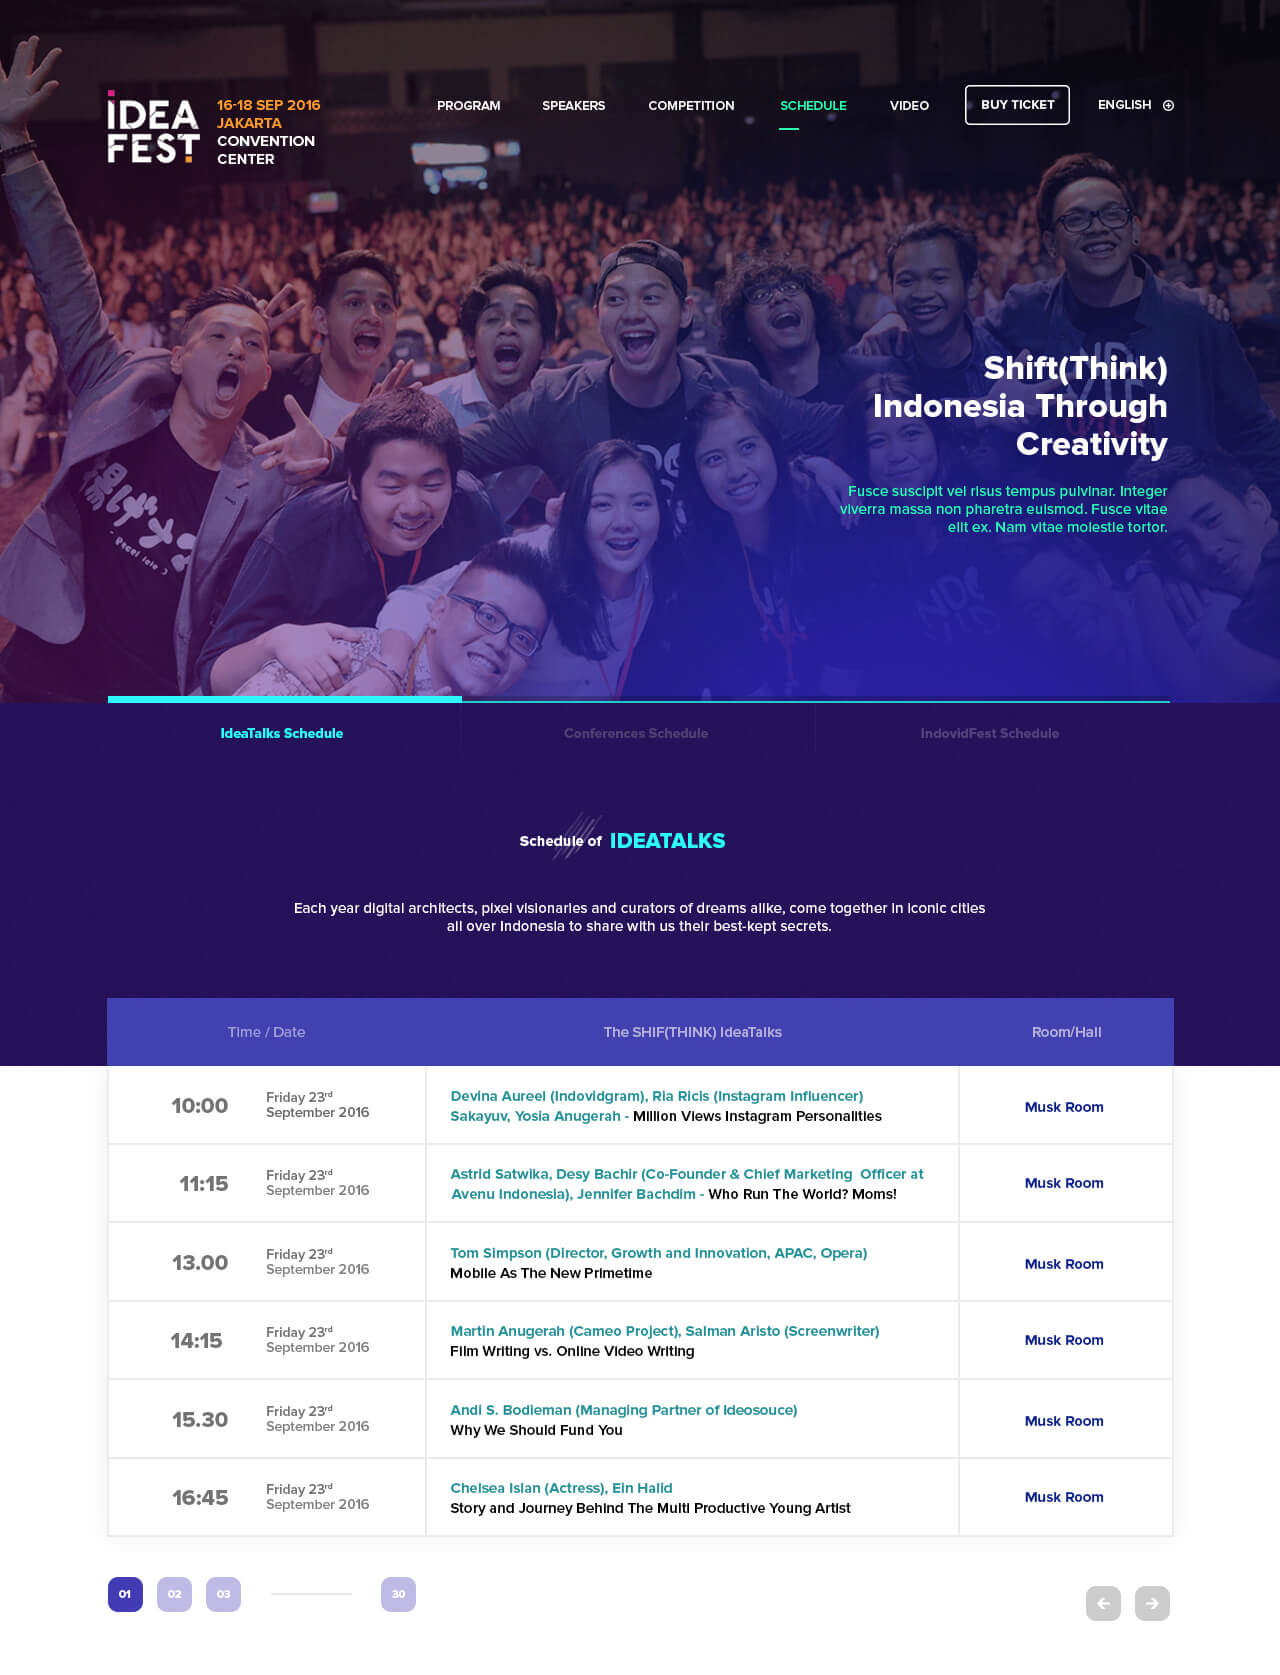 IDEA
FEST
16-18 SEP 2016
JAKARTA
CONVENTION
CENTER
PROGRAM
SPEAKERS
COMPETITION
SCHEDULE
VIDEO
BUY TICKET
ENGLISH
Shift(Think)
Indonesia Through
Creativity
Fusce suscipit vel risus tempus pulvinar. Integer
viverra massa non pharetra euismod. Fusce vitae
elit ex. Nam vitae molestie tortor.
IdeaTalks Schedule
Conferences Schedule
IndovidFest Schedule
Schedule of IDEATALKS
Each year digital architects, pixel visionaries and curators of dreams alike, come together in iconic cities
all over Indonesia to share with us their best-kept secrets.
Time / Date
The SHIF(THINK) IdeaTalks
Room/Hall
10:00
Friday 23rd
September 2016
Devina Aureel (Indovidgram), Ria Ricis (Instagram Influencer)
Sakayuv, Yosia Anugerah - Million Views Instagram Personalities
Musk Room
11:15
Friday 23rd
September 2016
Astrid Satwika, Desy Bachir (Co-Founder & Chief Marketing  Officer at
Avenu Indonesia), Jennifer Bachdim - Who Run The World? Moms!
Musk Room
13.00
Friday 23rd
September 2016
Tom Simpson (Director, Growth and Innovation, APAC, Opera)
Mobile As The New Primetime
Musk Room
14:15
Friday 23rd
September 2016
Martin Anugerah (Cameo Project), Salman Aristo (Screenwriter)
Film Writing vs. Online Video Writing
Musk Room
15.30
Friday 23rd
September 2016
Andi S. Bodieman (Managing Partner of Ideosouce)
Why We Should Fund You
Musk Room
16:45
Friday 23rd
September 2016
Chelsea Islan (Actress), Ein Halid
Story and Journey Behind The Multi Productive Young Artist
Musk Room
01
02
03
30